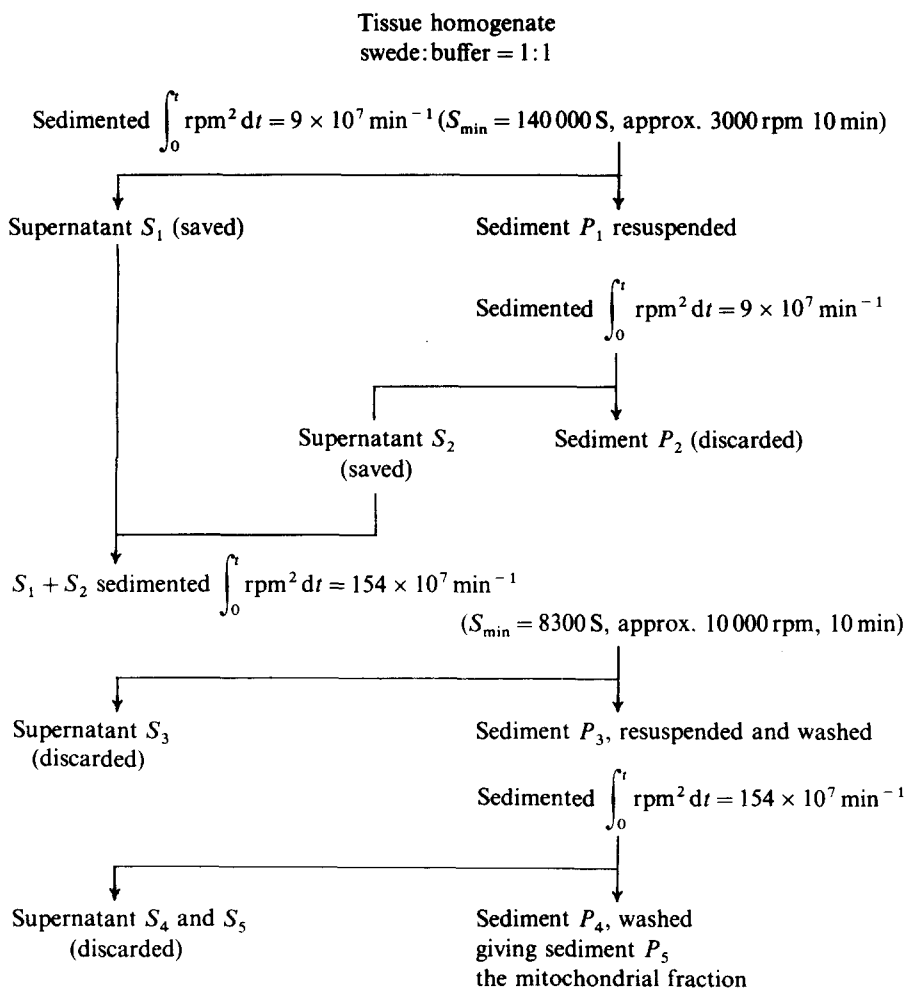 Tissue homogenate
swede:buffer = 1:1
Sedimented ∫₀ᵗ rpm² dt = 9 × 10⁷ min⁻¹ (S_min = 140 000 S, approx. 3000 rpm 10 min)
Supernatant S₁ (saved)
Sediment P₁ resuspended
Sedimented ∫₀ᵗ rpm² dt = 9 × 10⁷ min⁻¹
Supernatant S₂
(saved)
Sediment P₂ (discarded)
S₁ + S₂ sedimented ∫₀ᵗ rpm² dt = 154 × 10⁷ min⁻¹
(S_min = 8300 S, approx. 10 000 rpm, 10 min)
Supernatant S₃
(discarded)
Sediment P₃, resuspended and washed
Sedimented ∫₀ᵗ rpm² dt = 154 × 10⁷ min⁻¹
Supernatant S₄ and S₅
(discarded)
Sediment P₄, washed
giving sediment P₅
the mitochondrial fraction